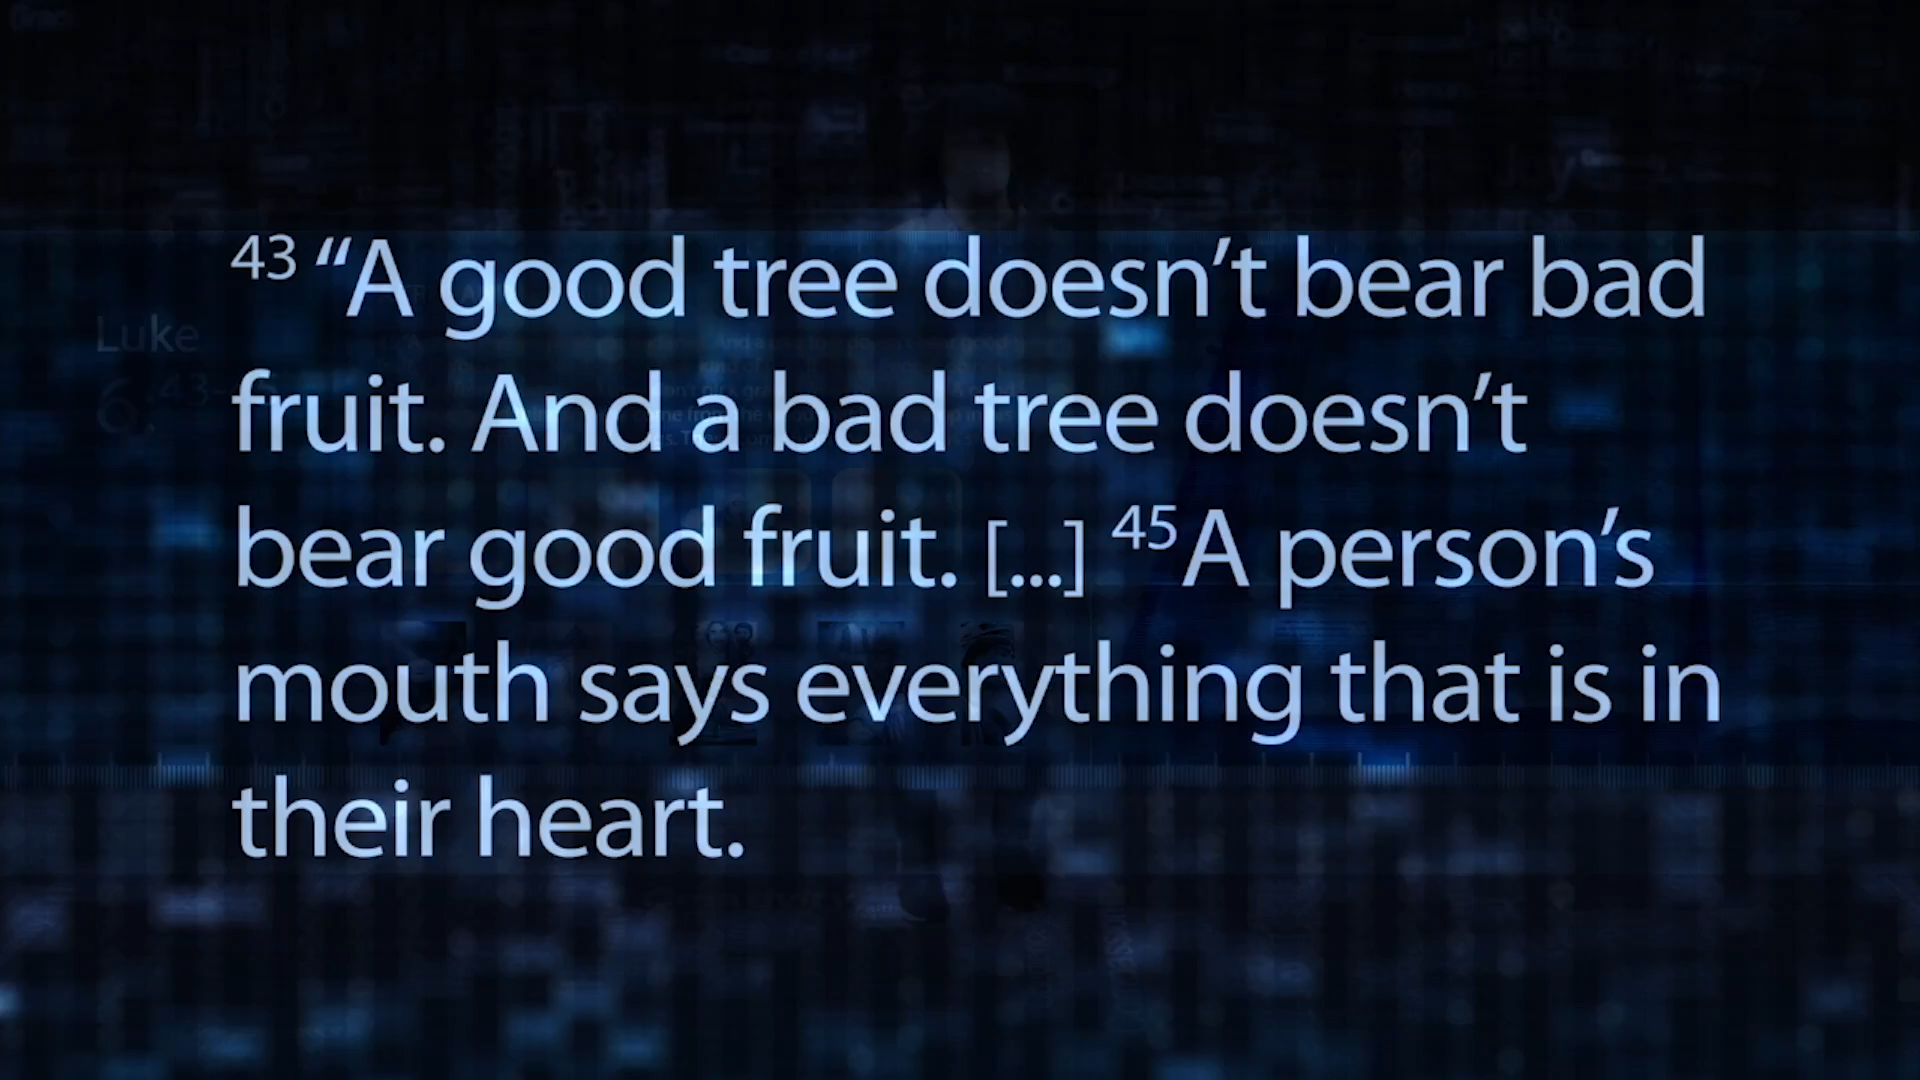 43 “A good tree doesn’t bear bad
fruit. And a bad tree doesn’t
bear good fruit. [...] 45A person’s
mouth says everything that is in
their heart.
Luke
6:43-